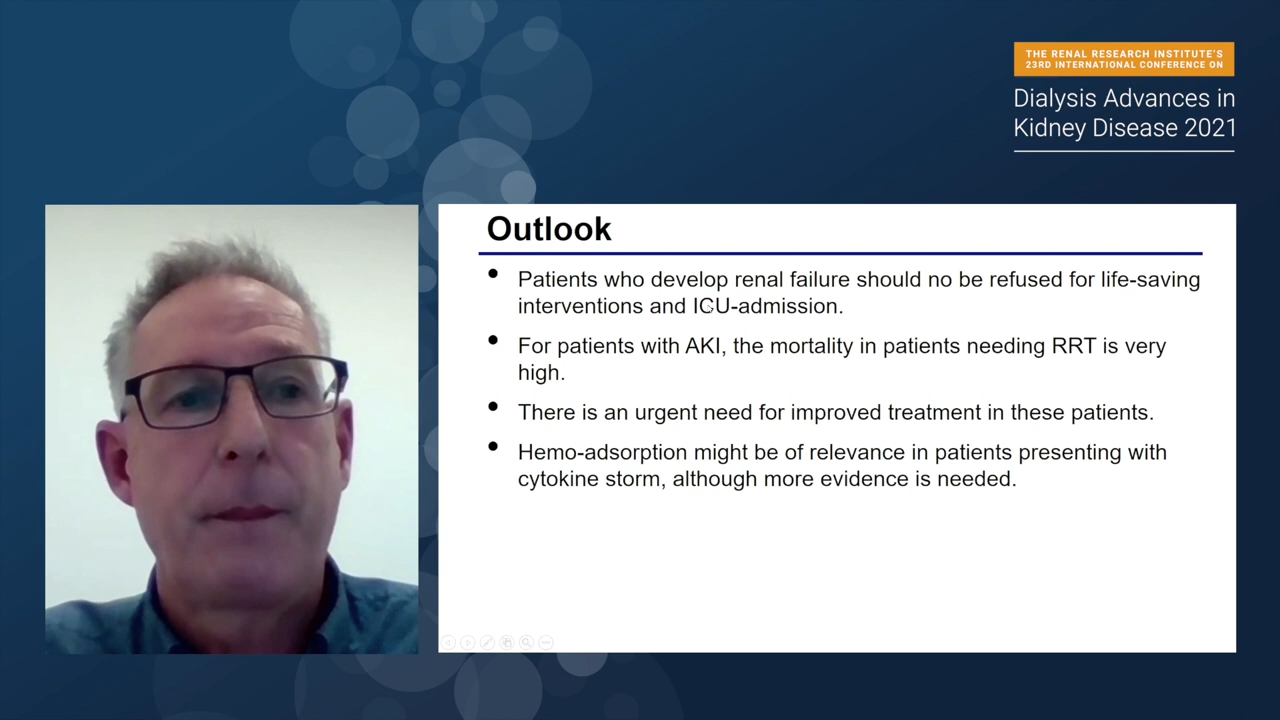 THE RENAL RESEARCH INSTITUTE'S
23RD INTERNATIONAL CONFERENCE ON
Dialysis Advances in
Kidney Disease 2021
Outlook
• Patients who develop renal failure should no be refused for life-saving
interventions and ICU-admission.
• For patients with AKI, the mortality in patients needing RRT is very
high.
• There is an urgent need for improved treatment in these patients.
• Hemo-adsorption might be of relevance in patients presenting with
cytokine storm, although more evidence is needed.